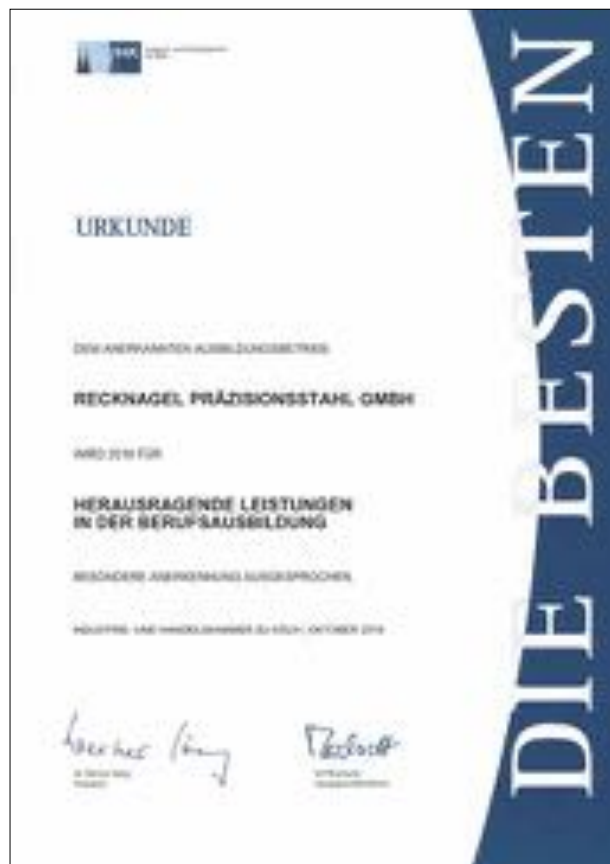 IHK
URKUNDE
DEM ANERKANNTEN AUSBILDUNGSBETRIEB
RECKNAGEL PRÄZISIONSSTAHL GMBH
WIRD FÜR
HERAUSRAGENDE LEISTUNGEN
IN DER BERUFSAUSBILDUNG
BESONDERE ANERKENNUNG AUSGESPROCHEN
INDUSTRIE- UND HANDELSKAMMER ZU KÖLN, OKTOBER
DIE BESTEN